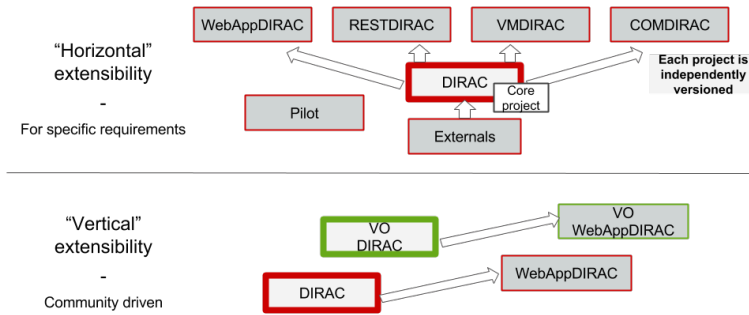 WebAppDIRAC
RESTDIRAC
VMDIRAC
COMDIRAC
“Horizontal”
extensibility
-
For specific requirements
DIRAC
Core
project
Each project is
independently
versioned
Pilot
Externals
“Vertical”
extensibility
-
Community driven
VO
DIRAC
VO
WebAppDIRAC
DIRAC
WebAppDIRAC